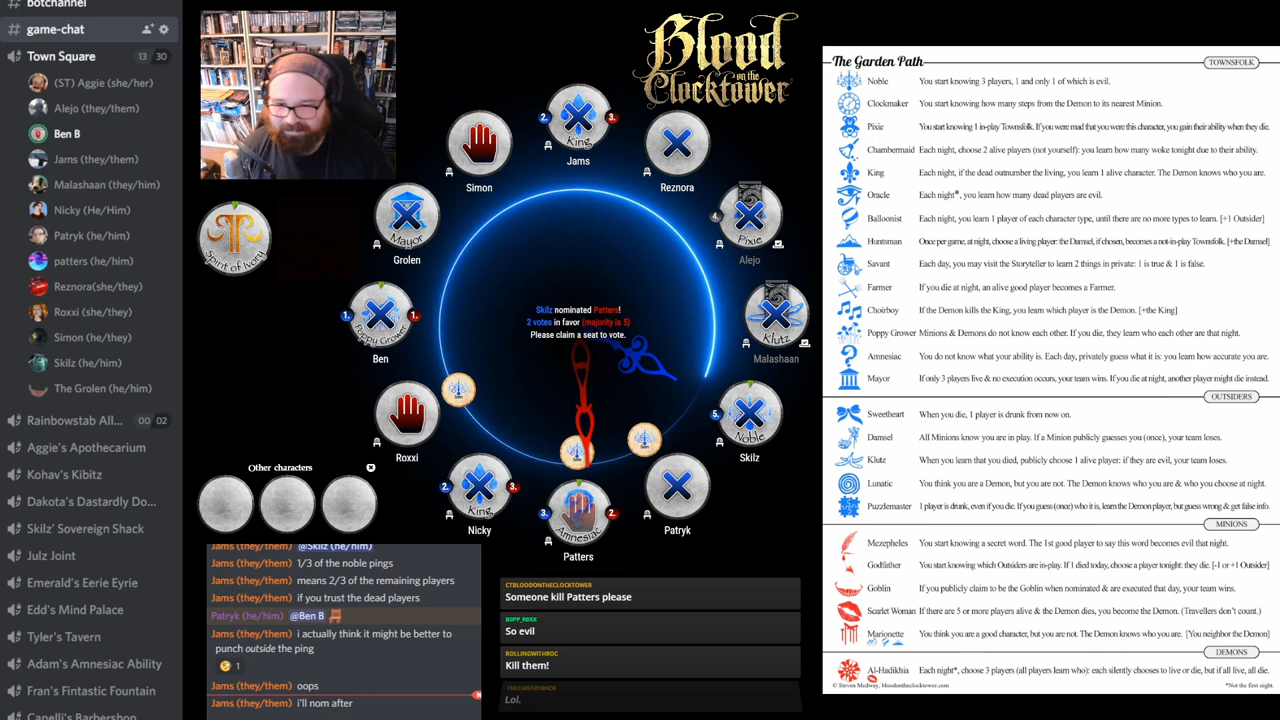 botchannel
# game-chat
Town Square 13 30
(ST) Aggie (she/her)
Alejo (they/them)
Ben B
Jams (they/them)
Malashaan (they/him)
Nicky (He/Him)
Patryk (he/him)
patters (he/him)
Reznora(she/they)
Roxxi (she/they)
Simon (he/they)
Skilz (he/him)
The Grolen (he/him)
Rainbowstab All... 00 02
Aggie's Apothecarium
Kohav's Kibitz
Dakota's Dastardly Do...
Skilz' Sovereign Shack
Julz Joint
Emerald's Eerie Eyrie
Edd's Mind Palace
Tyler's Tavern
Adam's Amnesiac Ability
Fran's Finest Fountain
Capelli's Barbershop
Blood
on the
Clocktower
Spirit of Ivory
Simon
2. King 3.
Jams
Reznora
Mayor
Grolen
4. Pixie
Alejo
1. Poppy Grower 1.
Ben
Klutz
Malashaan
Skilz nominated Patters!
2 votes in favor (majority is 5)
Please claim a seat to vote.
Roxxi
5. Noble
Skilz
2. King 3.
Nicky
3. Amnesiac 2.
Patters
Patryk
Other characters
Jams (they/them) @Skilz (he/him)
Jams (they/them) 1/3 of the noble pings
Jams (they/them) means 2/3 of the remaining players
Jams (they/them) if you trust the dead players
Patryk (he/him) @Ben B
Jams (they/them) i actually think it might be better to
punch outside the ping
1
Jams (they/them) oops
Jams (they/them) i'll nom after
CTBLOODONTHECLOCKTOWER
Someone kill Patters please
B0PP_R0XX
So evil
ROLLINGWITHROC
Kill them!
THECHIEFRYBACK
Lol.
The Garden Path
TOWNSFOLK
Noble You start knowing 3 players, 1 and only 1 of which is evil.
Clockmaker You start knowing how many steps from the Demon to its nearest Minion.
Pixie You start knowing 1 in-play Townsfolk. If you were mad that you were this character, you gain their ability when they die.
Chambermaid Each night, choose 2 alive players (not yourself): you learn how many woke tonight due to their ability.
King Each night, if the dead outnumber the living, you learn 1 alive character. The Demon knows who you are.
Oracle Each night*, you learn how many dead players are evil.
Balloonist Each night, you learn 1 player of each character type, until there are no more types to learn. [+1 Outsider]
Huntsman Once per game, at night, choose a living player: the Damsel, if chosen, becomes a not-in-play Townsfolk. [+the Damsel]
Savant Each day, you may visit the Storyteller to learn 2 things in private: 1 is true & 1 is false.
Farmer If you die at night, an alive good player becomes a Farmer.
Choirboy If the Demon kills the King, you learn which player is the Demon. [+the King]
Poppy Grower Minions & Demons do not know each other. If you die, they learn who each other are that night.
Amnesiac You do not know what your ability is. Each day, privately guess what it is: you learn how accurate you are.
Mayor If only 3 players live & no execution occurs, your team wins. If you die at night, another player might die instead.
OUTSIDERS
Sweetheart When you die, 1 player is drunk from now on.
Damsel All Minions know you are in play. If a Minion publicly guesses you (once), your team loses.
Klutz When you learn that you died, publicly choose 1 alive player: if they are evil, your team loses.
Lunatic You think you are a Demon, but you are not. The Demon knows who you are & who you choose at night.
Puzzlemaster 1 player is drunk, even if you die. If you guess (once) who it is, learn the Demon player, but guess wrong & get false info.
MINIONS
Mezepheles You start knowing a secret word. The 1st good player to say this word becomes evil that night.
Godfather You start knowing which Outsiders are in-play. If 1 died today, choose a player tonight: they die. [-1 or +1 Outsider]
Goblin If you publicly claim to be the Goblin when nominated & are executed that day, your team wins.
Scarlet Woman If there are 5 or more players alive & the Demon dies, you become the Demon. (Travellers don't count.)
Marionette You think you are a good character, but you are not. The Demon knows who you are. [You neighbor the Demon]
DEMONS
Al-Hadikhia Each night*, choose 3 players (all players learn who): each silently chooses to live or die, but if all live, all die.
© Steven Medway, bloodontheclocktower.com
*Not the first night.